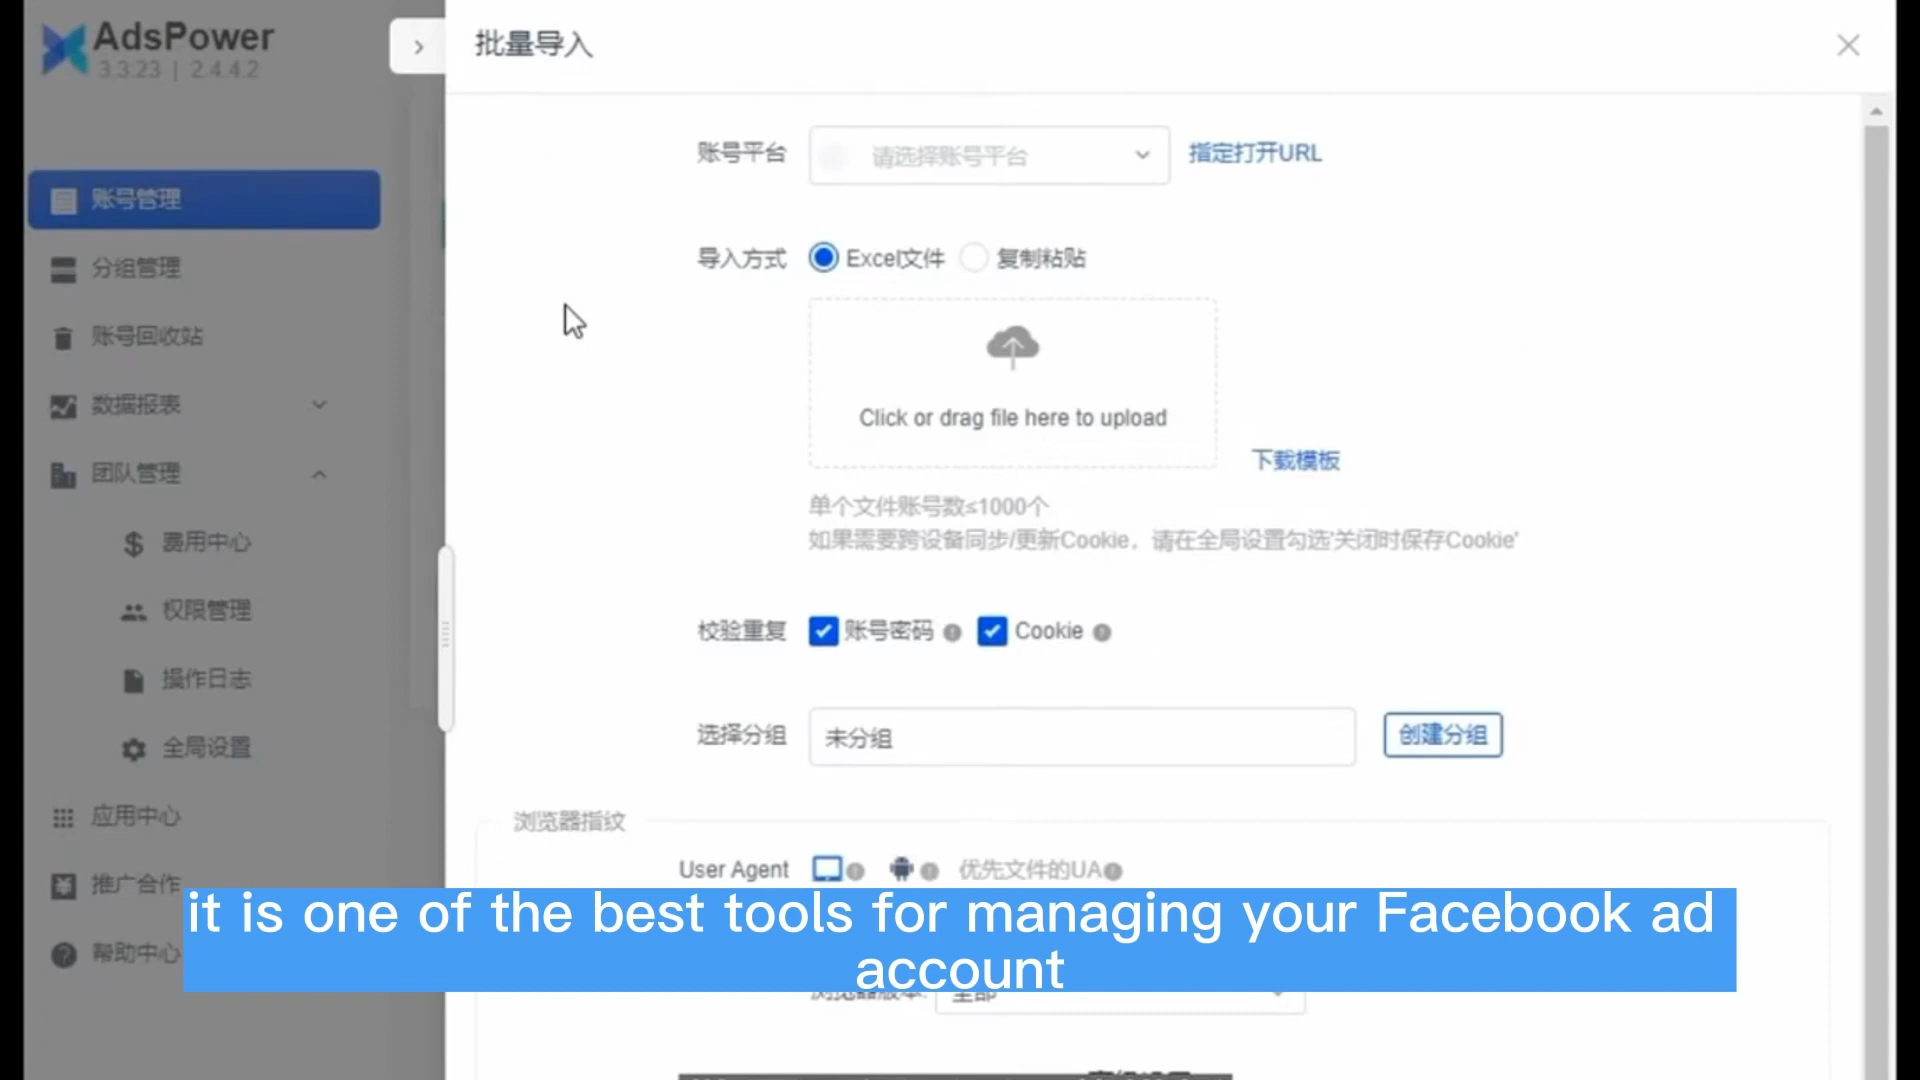 AdsPower
3.3.23 | 2.4.4.2
账号管理
分组管理
账号回收站
数据报表
团队管理
费用中心
权限管理
操作日志
全局设置
应用中心
推广合作
帮助中心
批量导入
账号平台 请选择账号平台 指定打开URL
导入方式 Excel文件 复制粘贴
Click or drag file here to upload
下载模板
单个文件账号数≤1000个
如果需要跨设备同步/更新Cookie，请在全局设置勾选'关闭时保存Cookie'
校验重复 账号密码 Cookie
选择分组 未分组 创建分组
浏览器指纹
User Agent 优先文件的UA
it is one of the best tools for managing your Facebook ad
account
浏览器版本: 全部